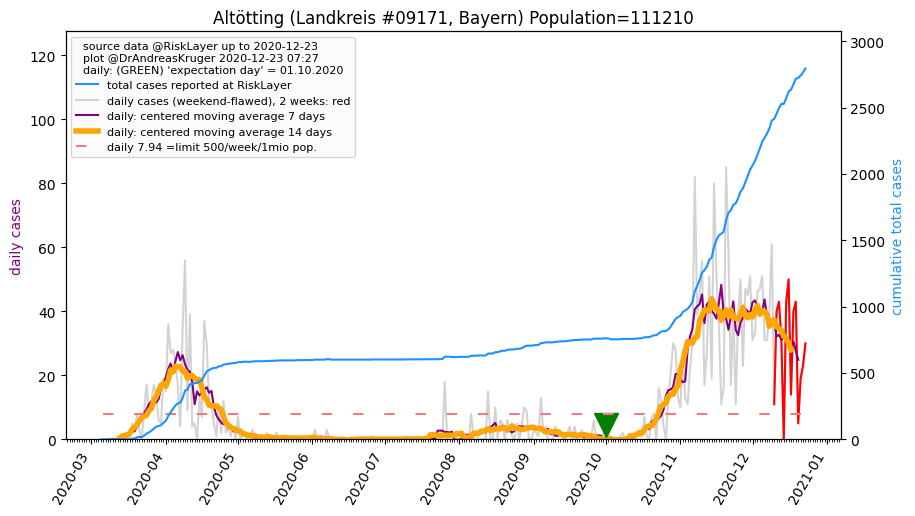 Altötting (Landkreis #09171, Bayern) Population=111210
source data @RiskLayer up to 2020-12-23
plot @DrAndreasKruger 2020-12-23 07:27
daily: (GREEN) 'expectation day' = 01.10.2020
total cases reported at RiskLayer
daily cases (weekend-flawed), 2 weeks: red
daily: centered moving average 7 days
daily: centered moving average 14 days
daily 7.94 =limit 500/week/1mio pop.
daily cases
120
100
80
60
40
20
0
cumulative total cases
3000
2500
2000
1500
1000
500
0
2020-03
2020-04
2020-05
2020-06
2020-07
2020-08
2020-09
2020-10
2020-11
2020-12
2021-01